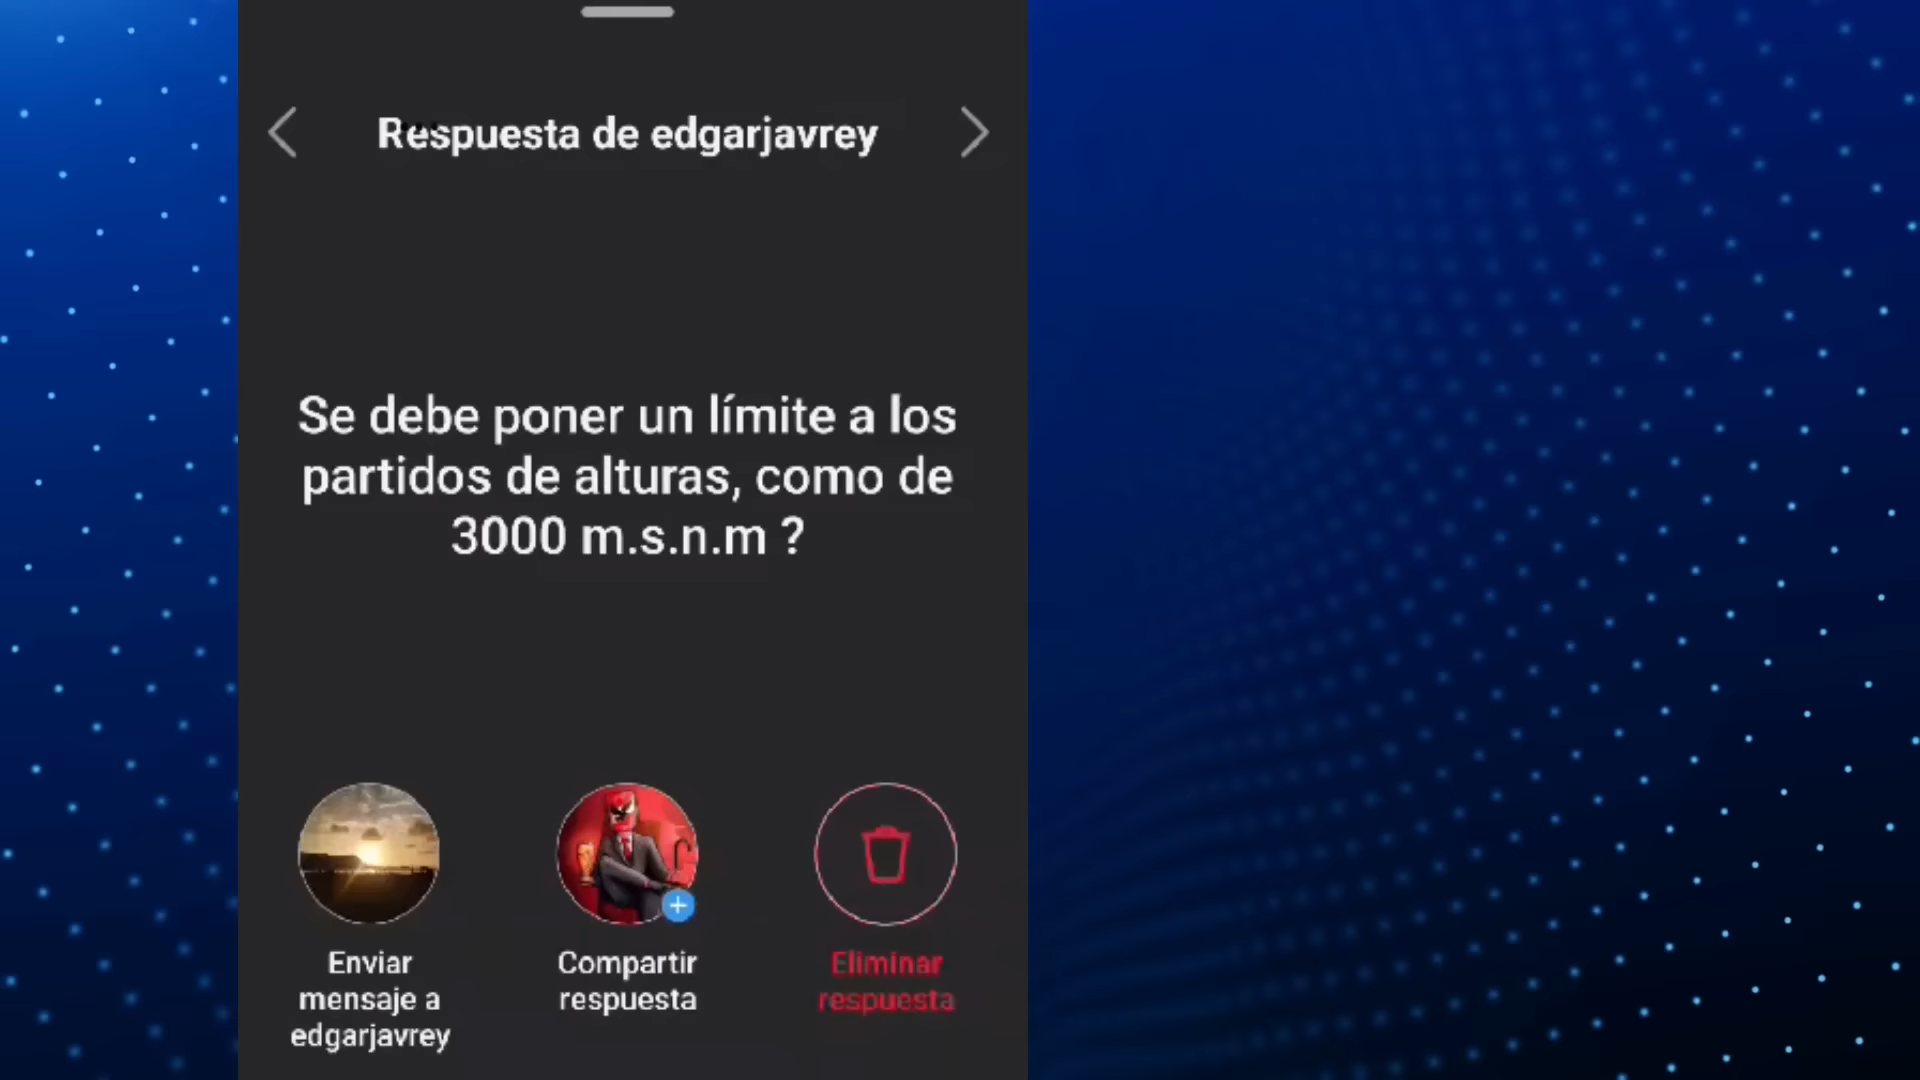 Respuesta de edgarjavrey
Se debe poner un límite a los
partidos de alturas, como de
3000 m.s.n.m ?
Enviar
mensaje a
edgarjavrey
Compartir
respuesta
Eliminar
respuesta